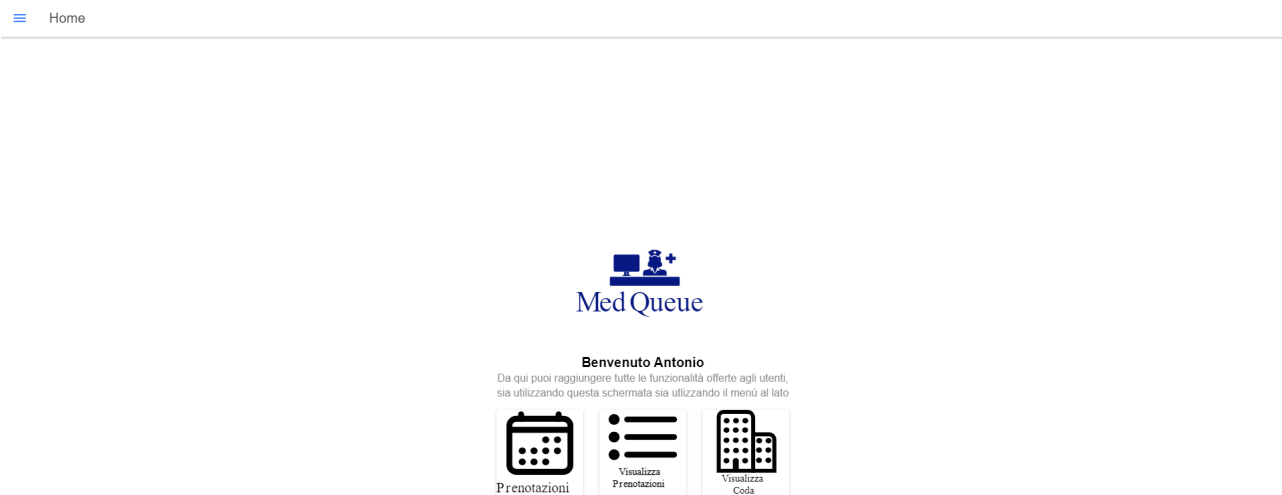 Home
Med Queue
Benvenuto Antonio
Da qui puoi raggiungere tutte le funzionalità offerte agli utenti,
sia utilizzando questa schermata sia utlizzando il menù al lato
Prenotazioni
Visualizza
Prenotazioni
Visualizza
Coda